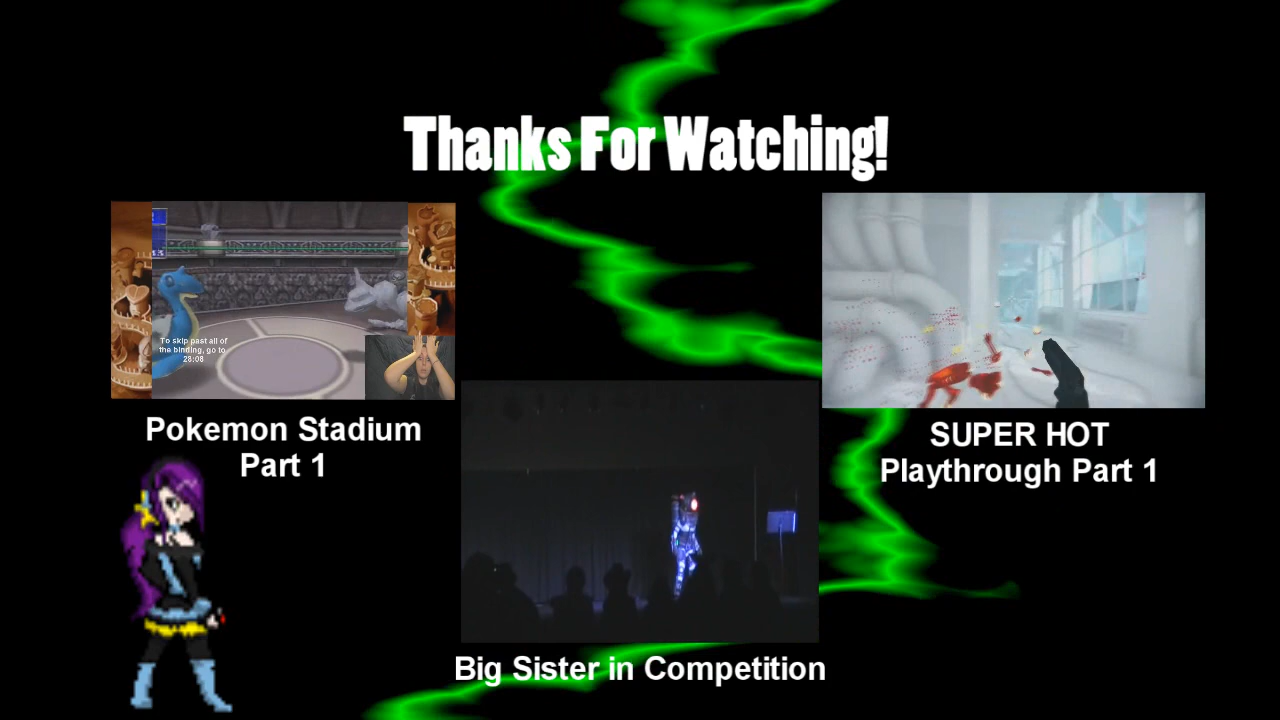 Thanks For Watching!
To skip past all of
the binding, go to
28:08
Pokemon Stadium
Part 1
SUPER HOT
Playthrough Part 1
Big Sister in Competition